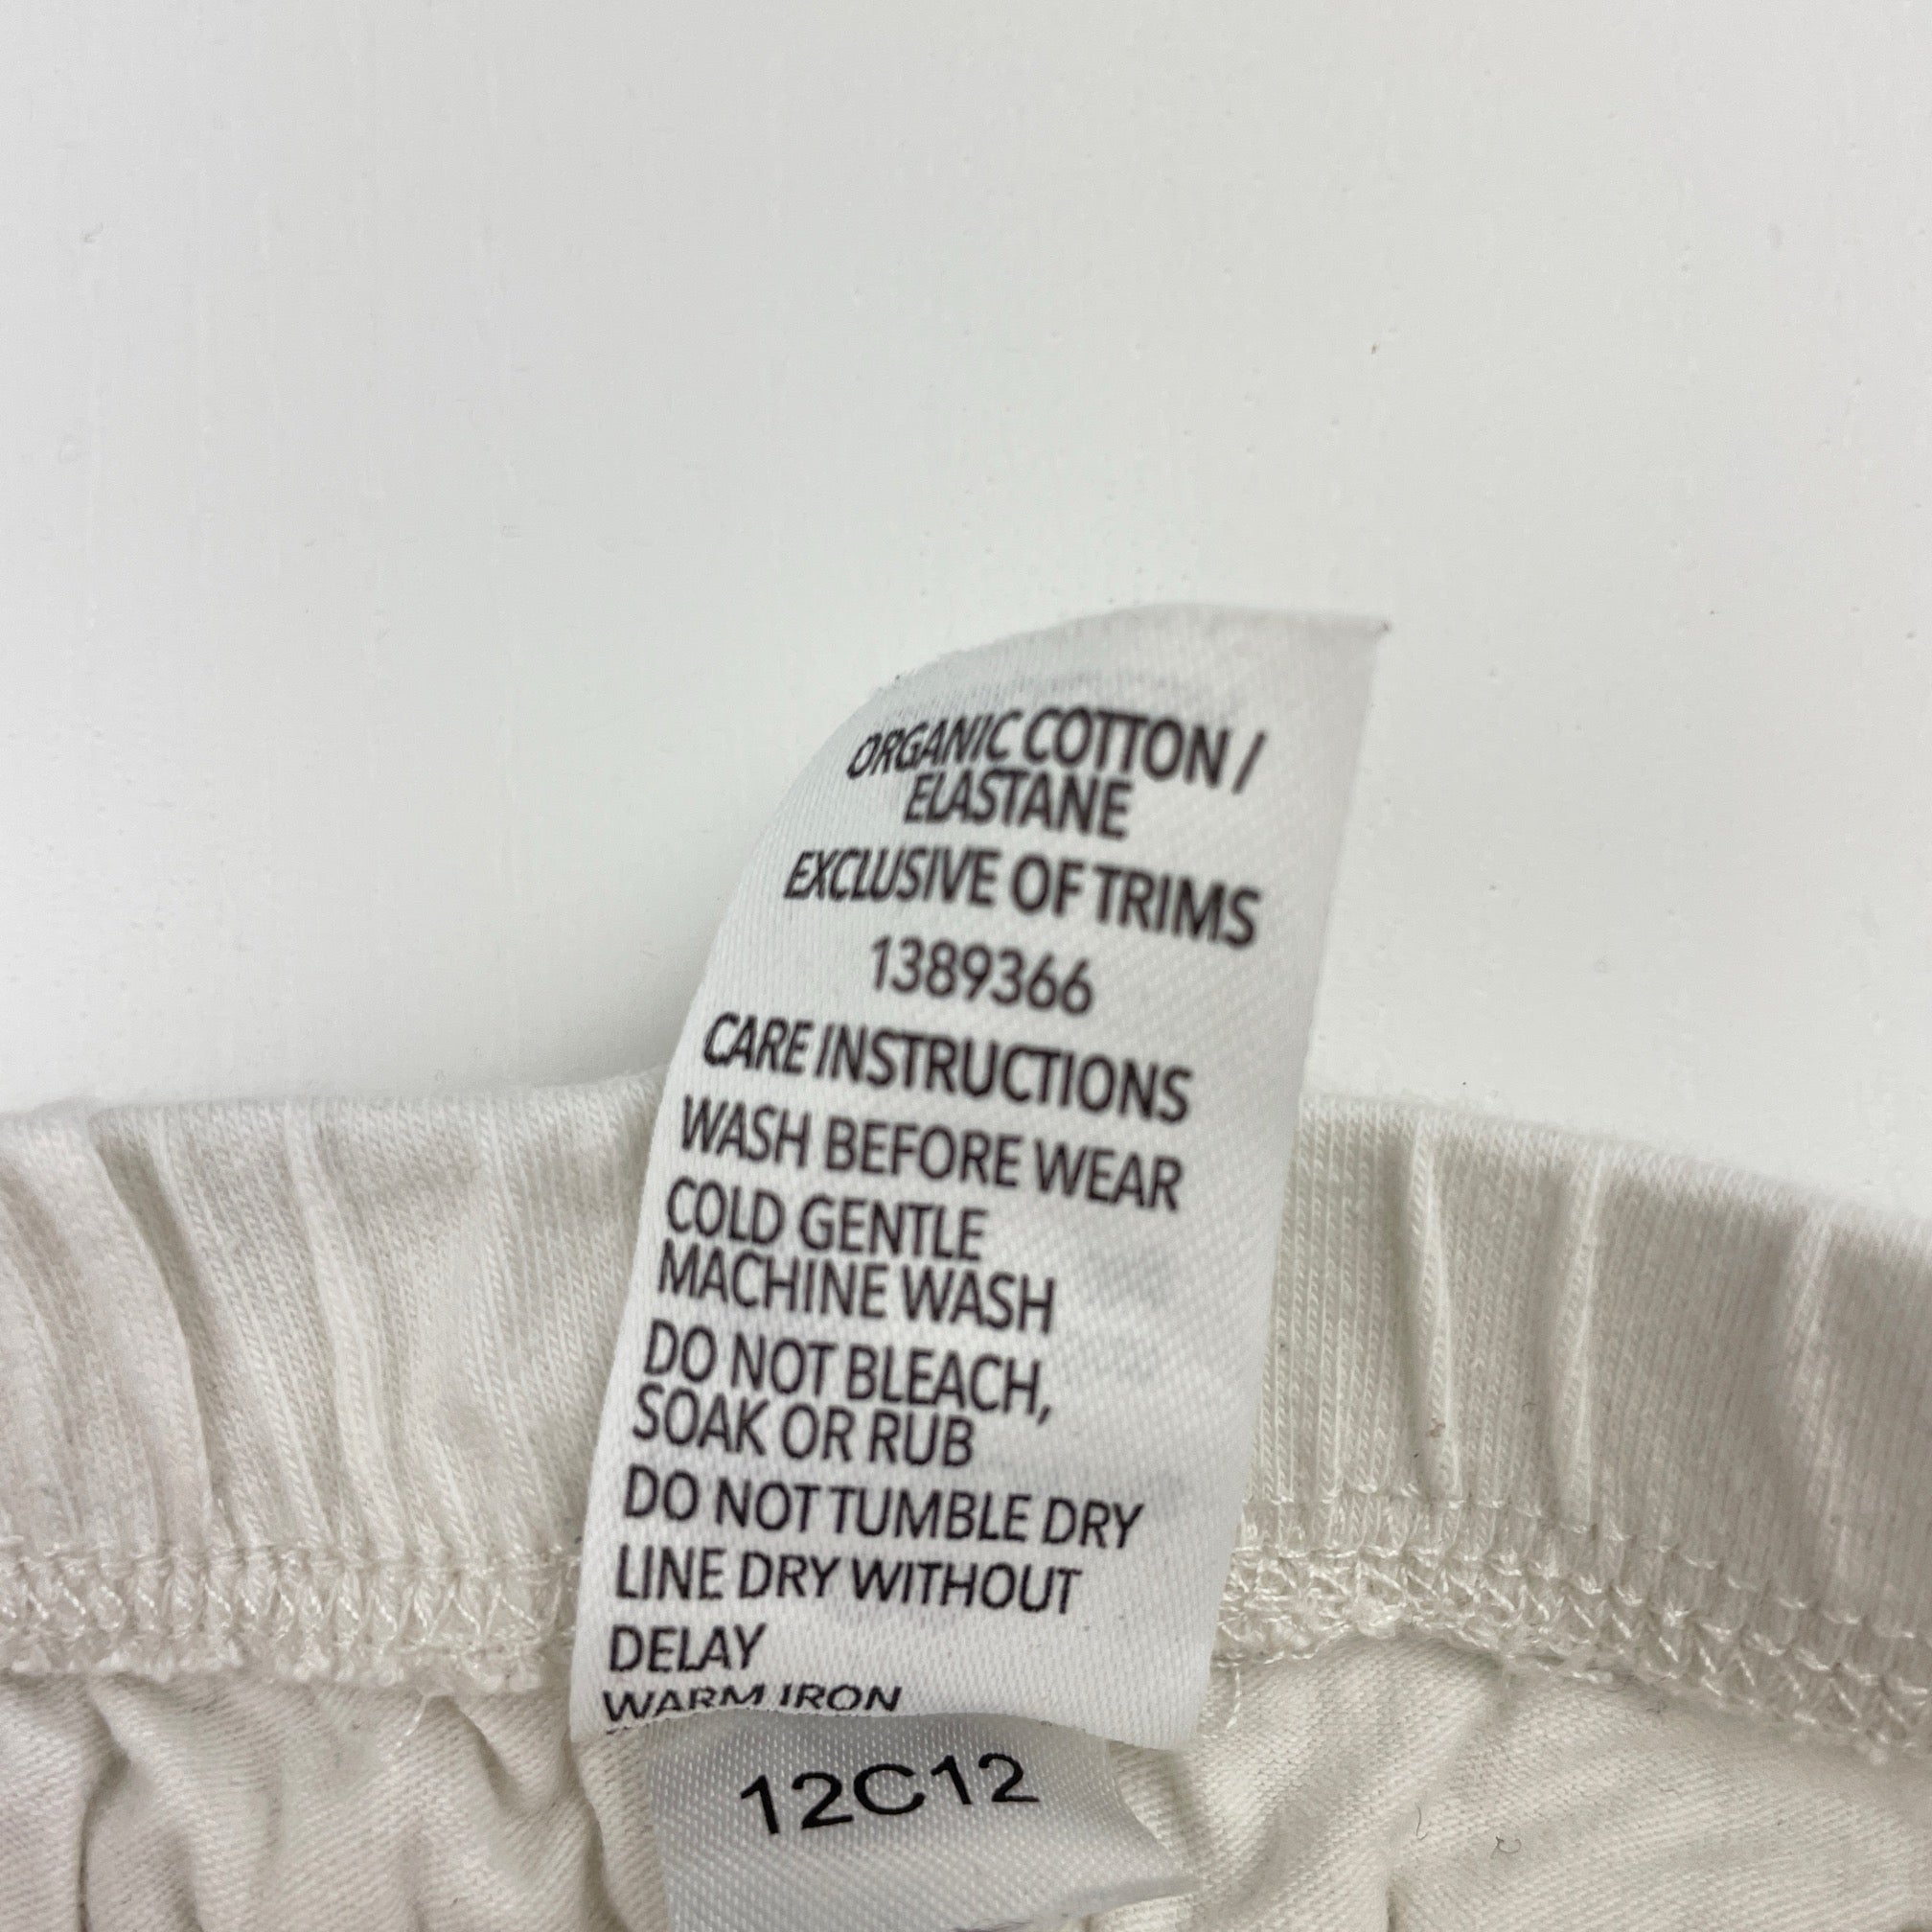 ORGANIC COTTON /
ELASTANE
EXCLUSIVE OF TRIMS
1389366
CARE INSTRUCTIONS
WASH BEFORE WEAR
COLD GENTLE
MACHINE WASH
DO NOT BLEACH,
SOAK OR RUB
DO NOT TUMBLE DRY
LINE DRY WITHOUT
DELAY
WARM IRON
12C12